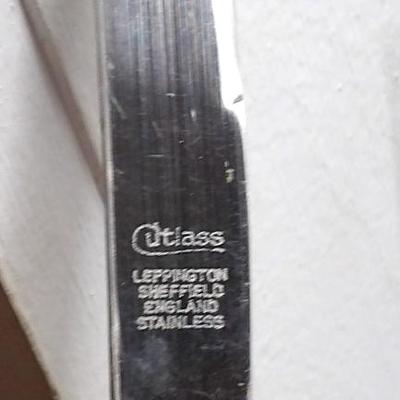 Cutlass
LEPPINGTON
SHEFFIELD
ENGLAND
STAINLESS